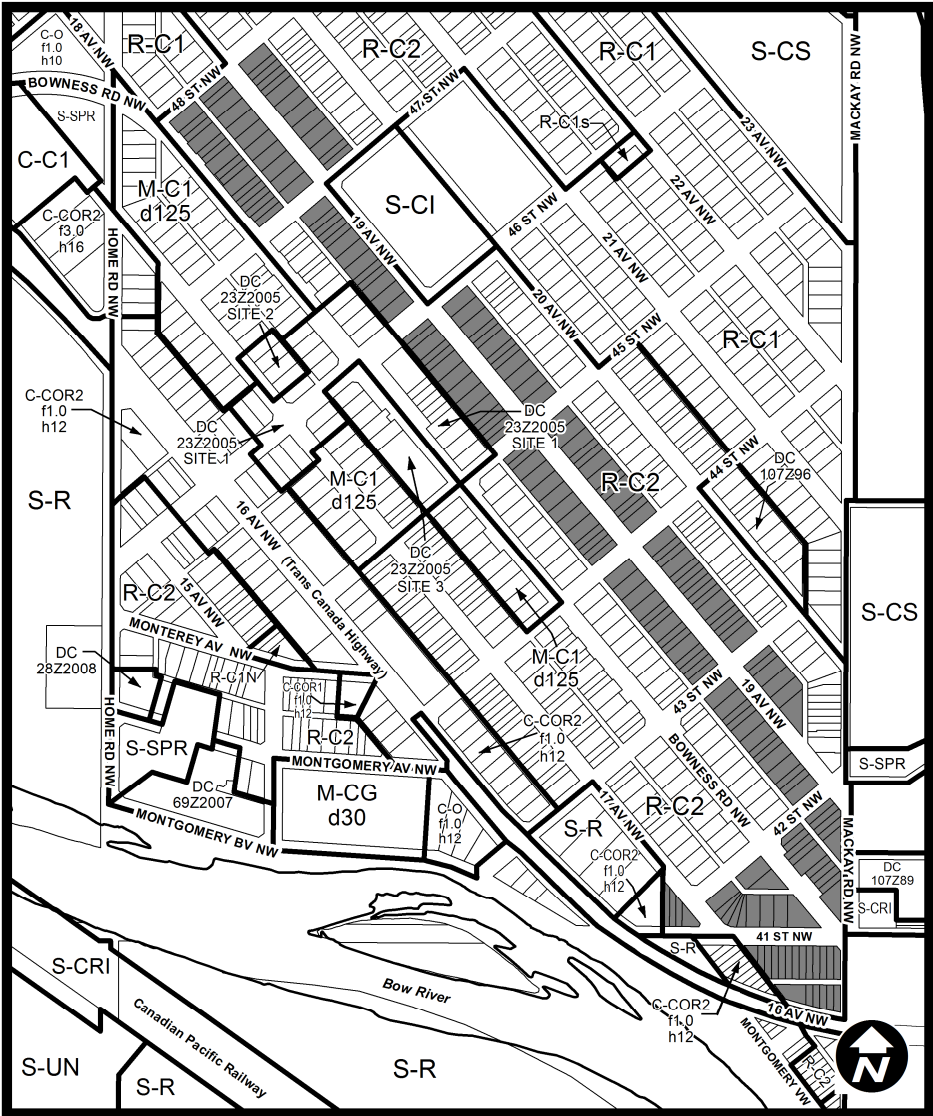 C-O
f1.0
h10
18 AV NW
R-C1
R-C2
R-C1
S-CS
MACKAY RD NW
BOWNESS RD NW
48 ST NW
47 ST NW
S-SPR
R-C1s
23 AV NW
C-C1
M-C1
d125
S-CI
22 AV NW
C-COR2
f3.0
h16
46 ST NW
19 AV NW
21 AV NW
HOME RD NW
DC
23Z2005
SITE 2
20 AV NW
45 ST NW
R-C1
C-COR2
f1.0
h12
DC
23Z2005
SITE 1
DC
23Z2005
SITE 1
44 ST NW
DC
107Z96
S-R
M-C1
d125
R-C2
16 AV NW
(Trans Canada Highway)
DC
23Z2005
SITE 3
R-C2
15 AV NW
S-CS
MONTEREY AV NW
DC
28Z2008
R-C1N
M-C1
d125
C-COR1
f1.0
h12
43 ST NW
19 AV NW
HOME RD NW
S-SPR
R-C2
C-COR2
f1.0
h12
BOWNESS RD NW
MONTGOMERY AV NW
S-SPR
DC
69Z2007
M-CG
d30
C-O
f1.0
h12
17 AV NW
R-C2
42 ST NW
MONTGOMERY BV NW
S-R
MACKAY RD NW
C-COR2
f1.0
h12
DC
107Z89
S-CRI
41 ST NW
S-R
S-CRI
Bow River
C-COR2
f1.0
h12
16 AV NW
Canadian Pacific Railway
MONTGOMERY VW
R-C2
N
S-UN
S-R
S-R